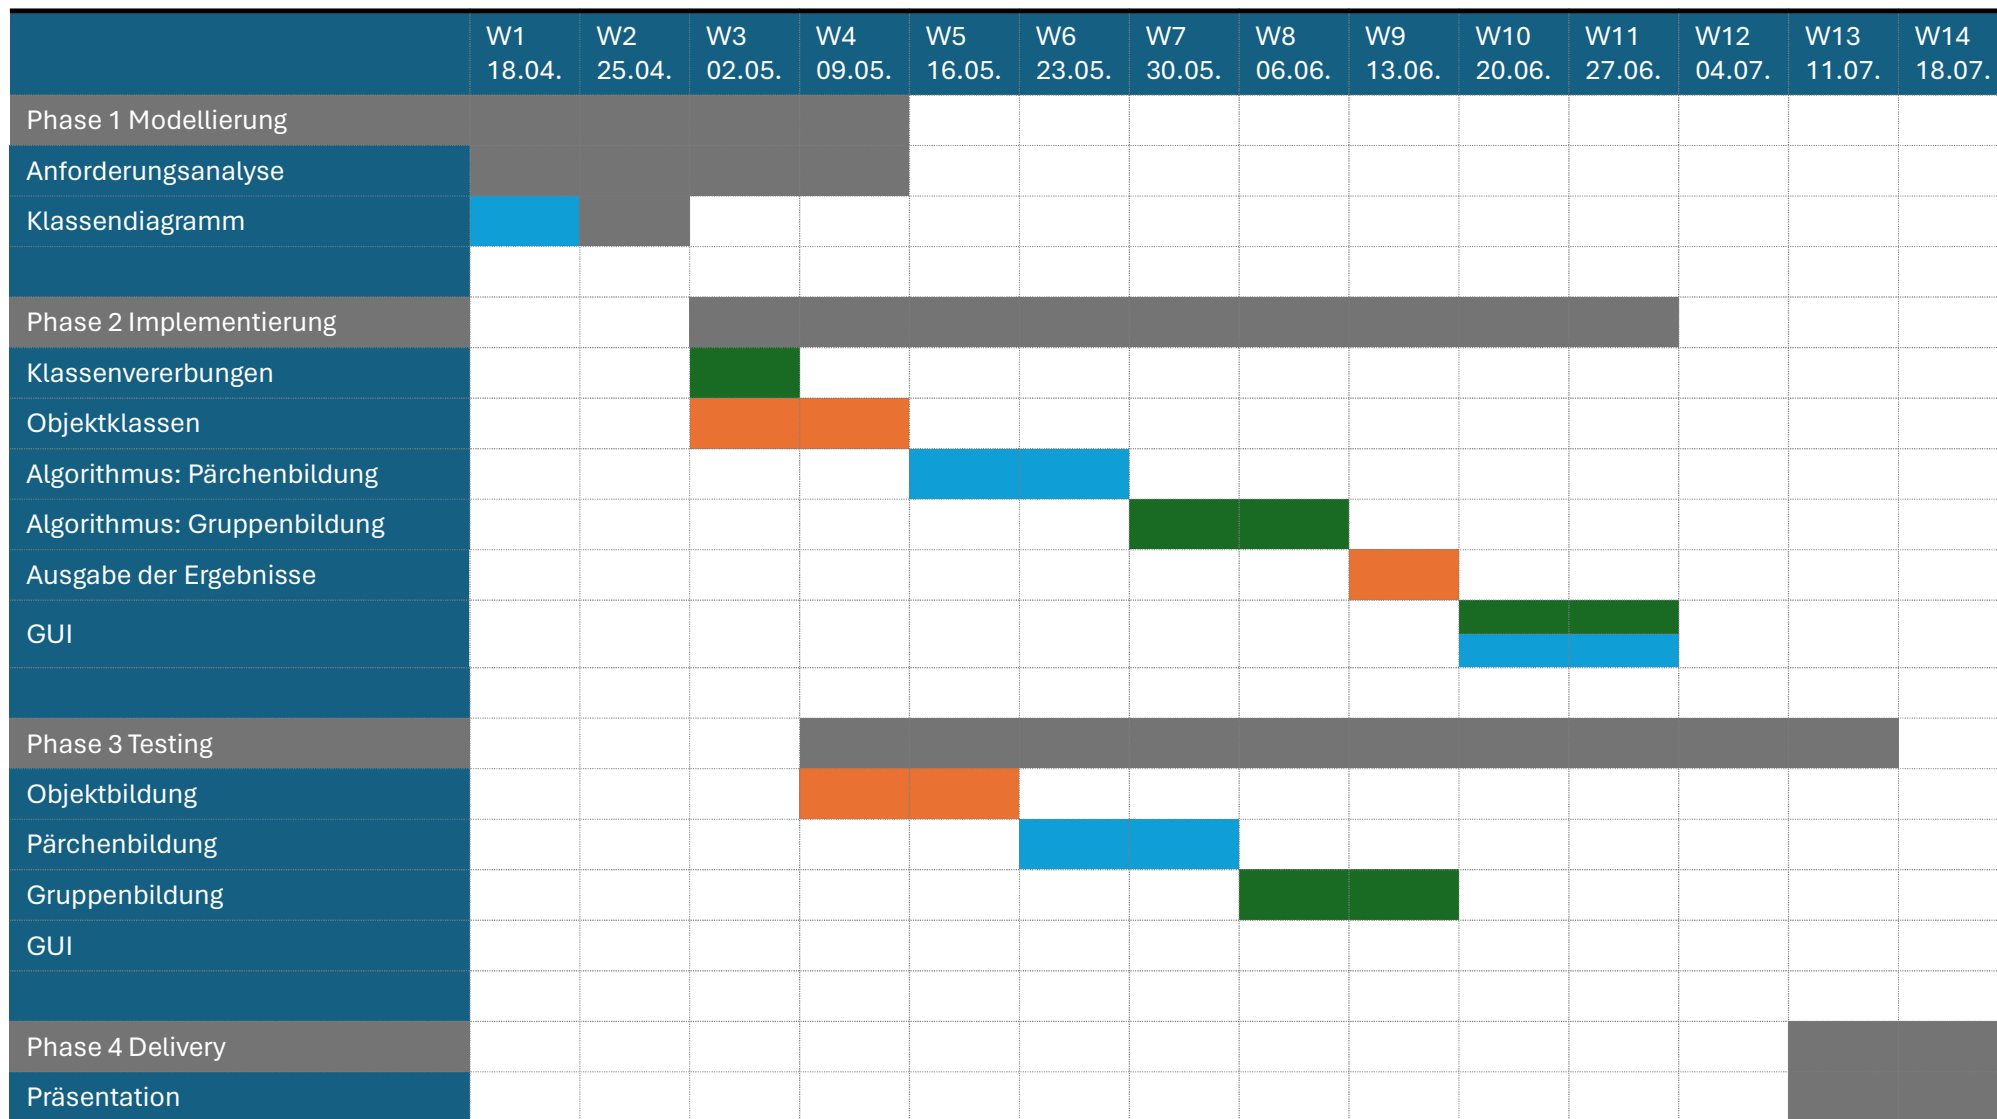 W1 W2 W3 W4 W5 W6 W7 W8 W9 W10 W11 W12 W13 W14
18.04. 25.04. 02.05. 09.05. 16.05. 23.05. 30.05. 06.06. 13.06. 20.06. 27.06. 04.07. 11.07. 18.07.
Phase 1 Modellierung
Anforderungsanalyse
Klassendiagramm
Phase 2 Implementierung
Klassenvererbungen
Objektklassen
Algorithmus: Pärchenbildung
Algorithmus: Gruppenbildung
Ausgabe der Ergebnisse
GUI
Phase 3 Testing
Objektbildung
Pärchenbildung
Gruppenbildung
GUI
Phase 4 Delivery
Präsentation